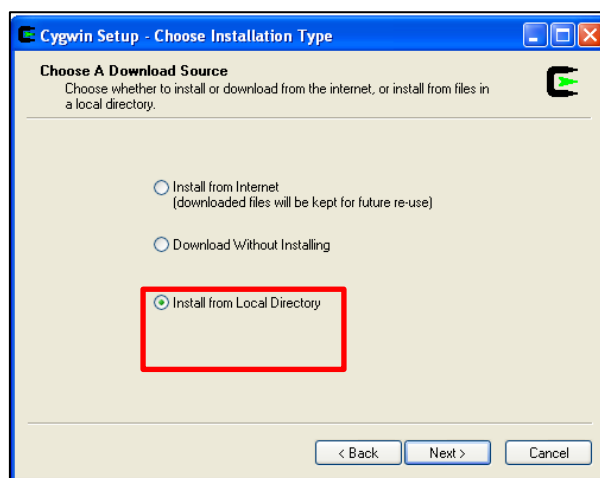 Cygwin Setup - Choose Installation Type
Choose A Download Source
Choose whether to install or download from the internet, or install from files in
a local directory.
Install from Internet
(downloaded files will be kept for future re-use)
Download Without Installing
Install from Local Directory
< Back Next > Cancel